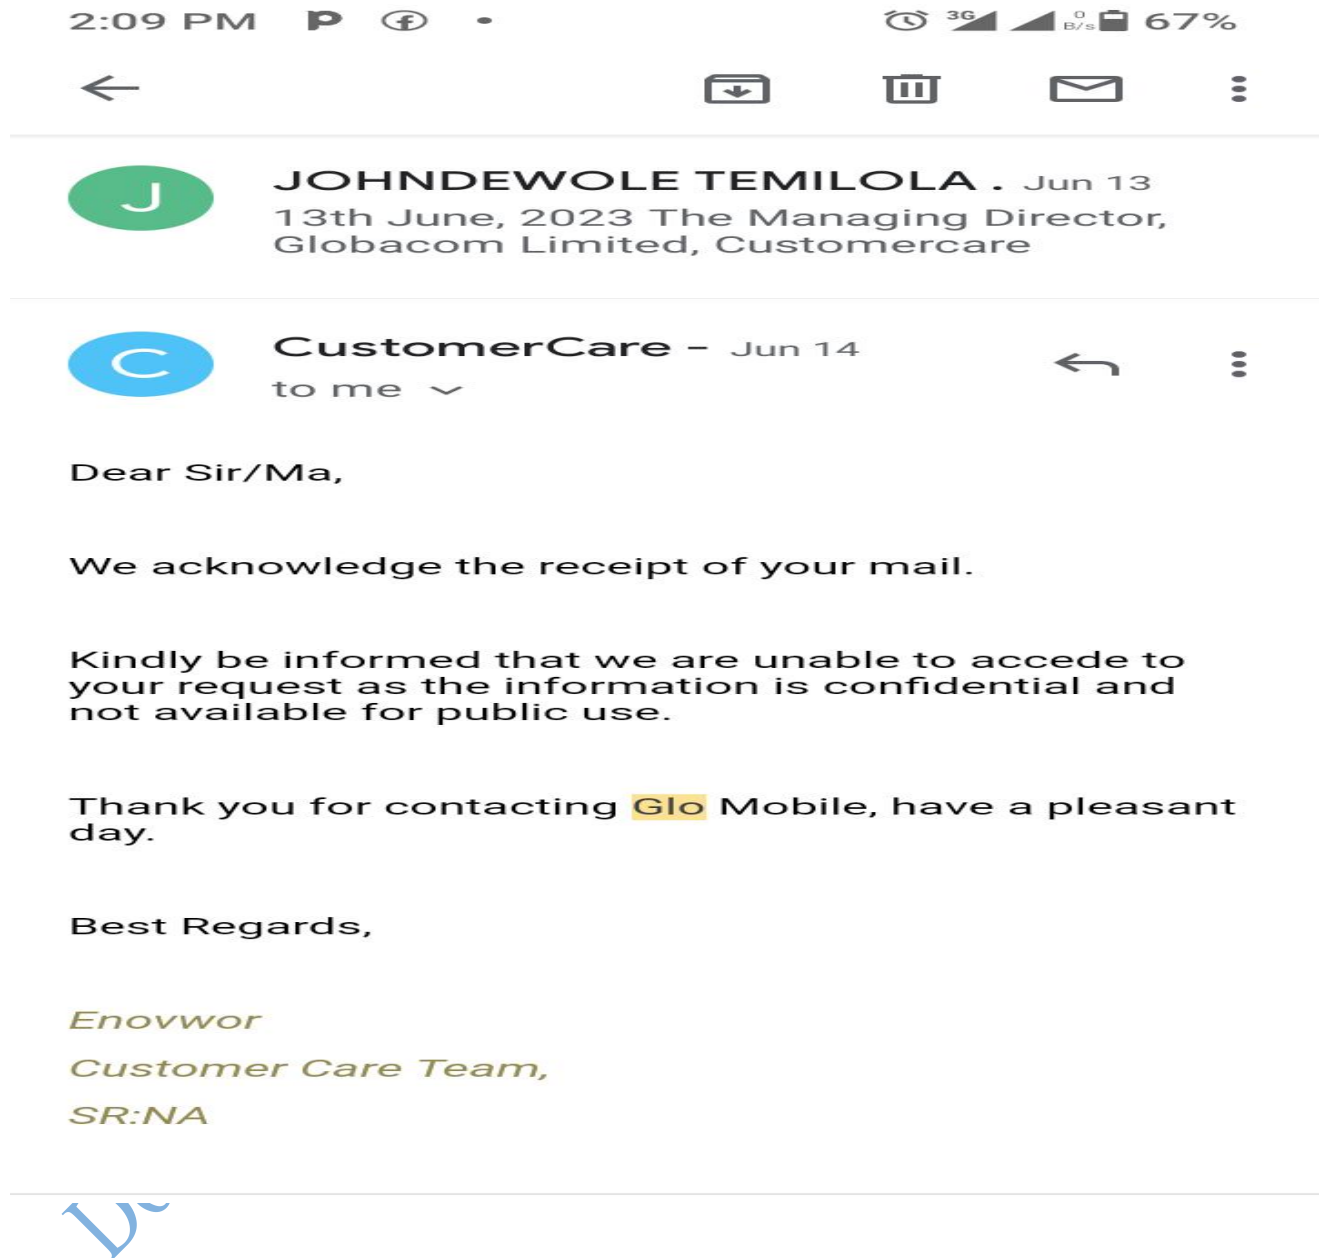 2:09 PM
3G 0 B/s 67%
J
JOHNDEWOLE TEMILOLA . Jun 13
13th June, 2023 The Managing Director,
Globacom Limited, Customercare
C
CustomerCare - Jun 14
to me
Dear Sir/Ma,
We acknowledge the receipt of your mail.
Kindly be informed that we are unable to accede to
your request as the information is confidential and
not available for public use.
Thank you for contacting Glo Mobile, have a pleasant
day.
Best Regards,
Enovwor
Customer Care Team,
SR:NA